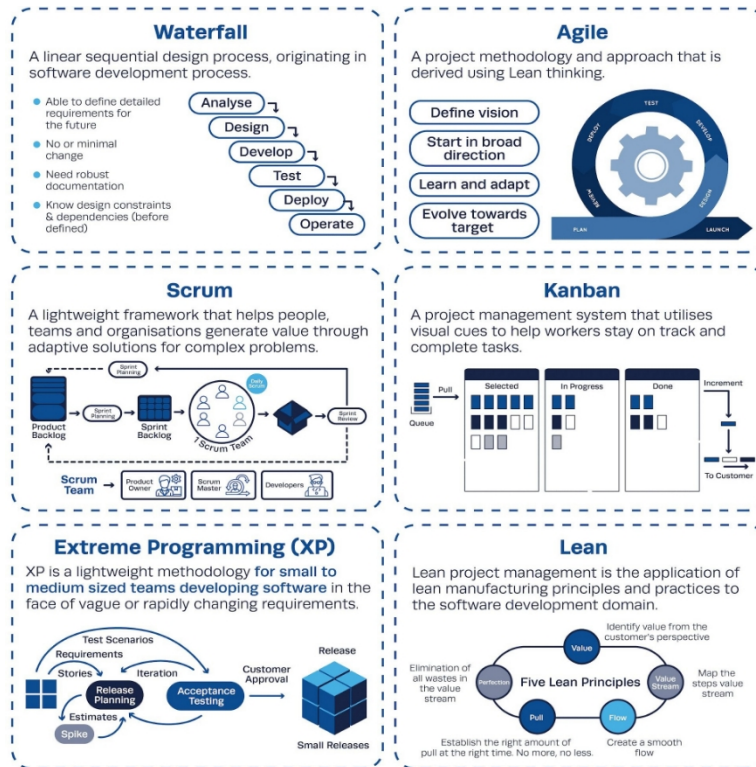 Waterfall
A linear sequential design process, originating in
software development process.
Able to define detailed
requirements for
the future
No or minimal
change
Need robust
documentation
Know design constraints
& dependencies (before
defined)
Analyse
Design
Develop
Test
Deploy
Operate
Agile
A project methodology and approach that is
derived using Lean thinking.
Define vision
Start in broad
direction
Learn and adapt
Evolve towards
target
PLAN
DESIGN
DEVELOP
TEST
DEPLOY
REVIEW
LAUNCH
Scrum
A lightweight framework that helps people,
teams and organisations generate value through
adaptive solutions for complex problems.
Sprint
Planning
Daily
Scrum
Product
Backlog
Sprint
Planning
Sprint
Backlog
1 Scrum Team
Sprint
Review
Scrum
Team
Product
Owner
Scrum
Master
Developers
Kanban
A project management system that utilises
visual cues to help workers stay on track and
complete tasks.
Pull
Queue
Selected
In Progress
Done
Increment
To Customer
Extreme Programming (XP)
XP is a lightweight methodology for small to
medium sized teams developing software in the
face of vague or rapidly changing requirements.
Test Scenarios
Requirements
Stories
Iteration
Release
Planning
Acceptance
Testing
Customer
Approval
Estimates
Spike
Release
Small Releases
Lean
Lean project management is the application of
lean manufacturing principles and practices to
the software development domain.
Identify value from the
customer's perspective
Value
Elimination of
all wastes in
the value
stream
Perfection
Five Lean Principles
Value
Stream
Map the
steps value
stream
Pull
Flow
Establish the right amount of
pull at the right time. No more, no less.
Create a smooth
flow